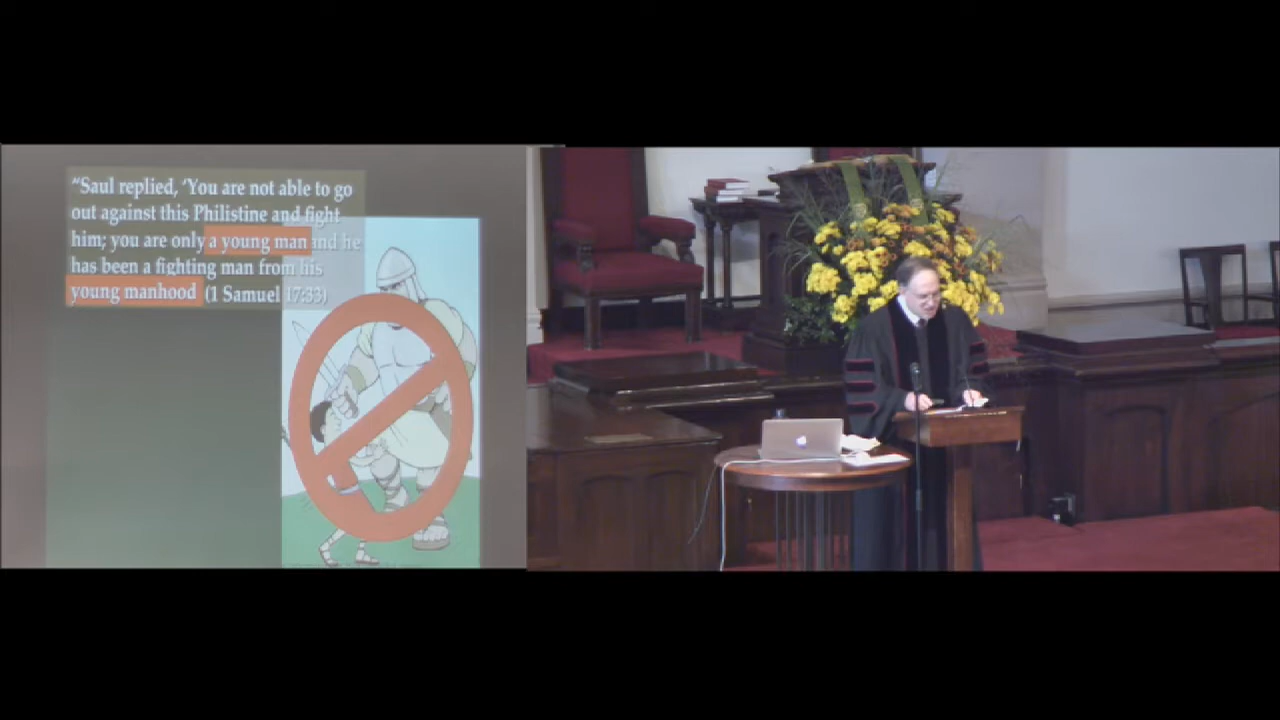 “Saul replied, ‘You are not able to go
out against this Philistine and fight
him; you are only a young man and he
has been a fighting man from his
young manhood (1 Samuel 17:33)